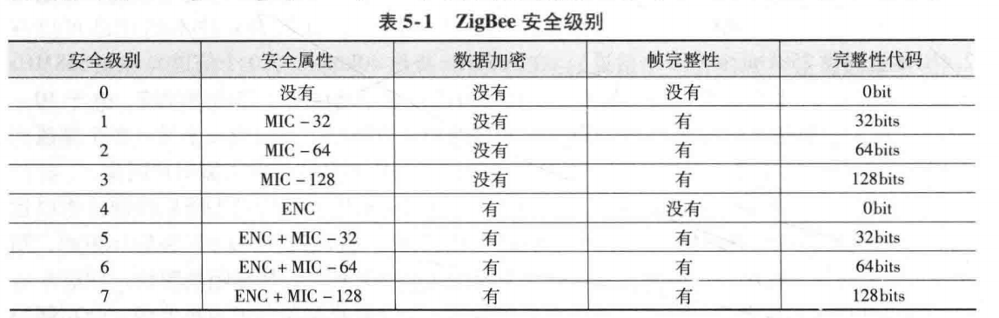 表 5-1 ZigBee 安全级别
安全级别 安全属性 数据加密 帧完整性 完整性代码
0 没有 没有 没有 0bit
1 MIC－32 没有 有 32bits
2 MIC－64 没有 有 64bits
3 MIC－128 没有 有 128bits
4 ENC 有 没有 0bit
5 ENC＋MIC－32 有 有 32bits
6 ENC＋MIC－64 有 有 64bits
7 ENC＋MIC－128 有 有 128bits